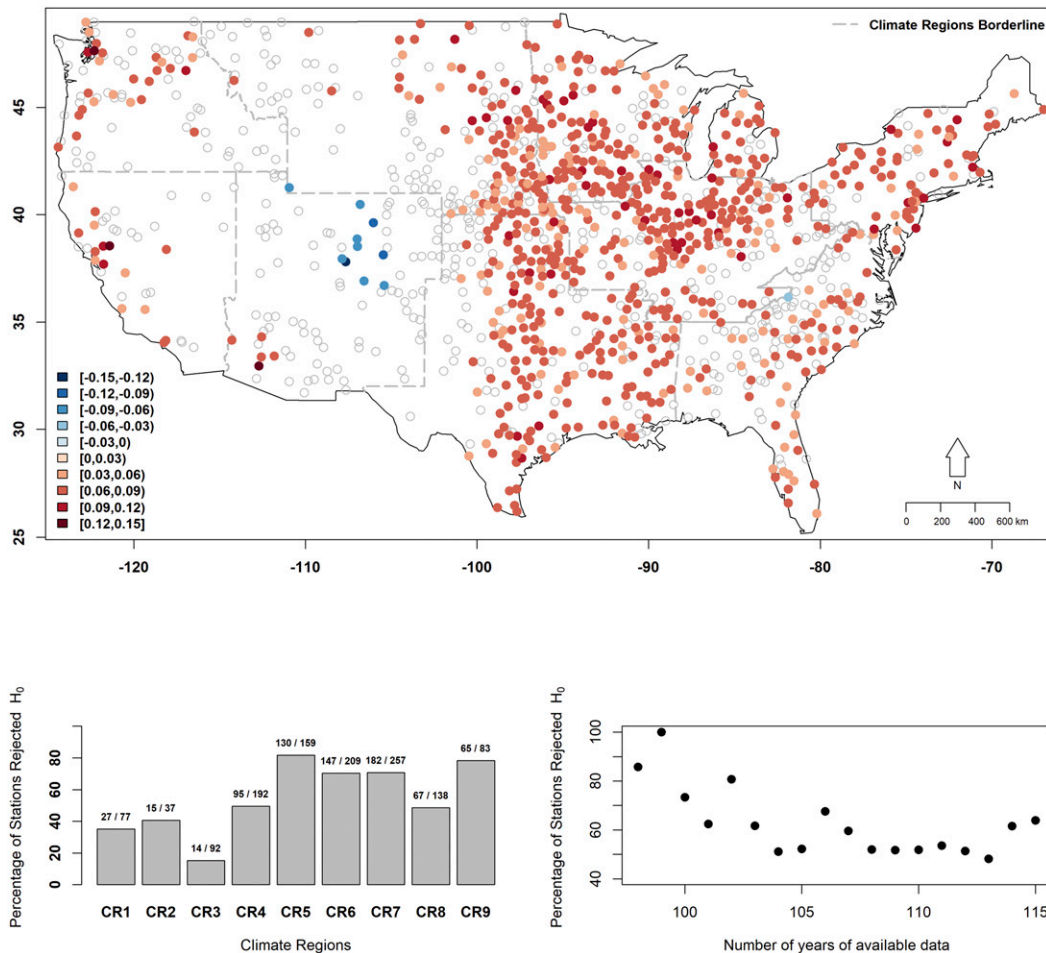 Climate Regions Borderline
45
40
35
30
25
[-0.15,-0.12)
[-0.12,-0.09)
[-0.09,-0.06)
[-0.06,-0.03)
[-0.03,0)
[0,0.03)
[0.03,0.06)
[0.06,0.09)
[0.09,0.12)
[0.12,0.15]
N
0 200 400 600 km
-120 -110 -100 -90 -80 -70
Percentage of Stations Rejected H₀
80
60
40
20
0
27 / 77
15 / 37
14 / 92
95 / 192
130 / 159
147 / 209
182 / 257
67 / 138
65 / 83
CR1 CR2 CR3 CR4 CR5 CR6 CR7 CR8 CR9
Climate Regions
Percentage of Stations Rejected H₀
100
80
60
40
100 105 110 115
Number of years of available data